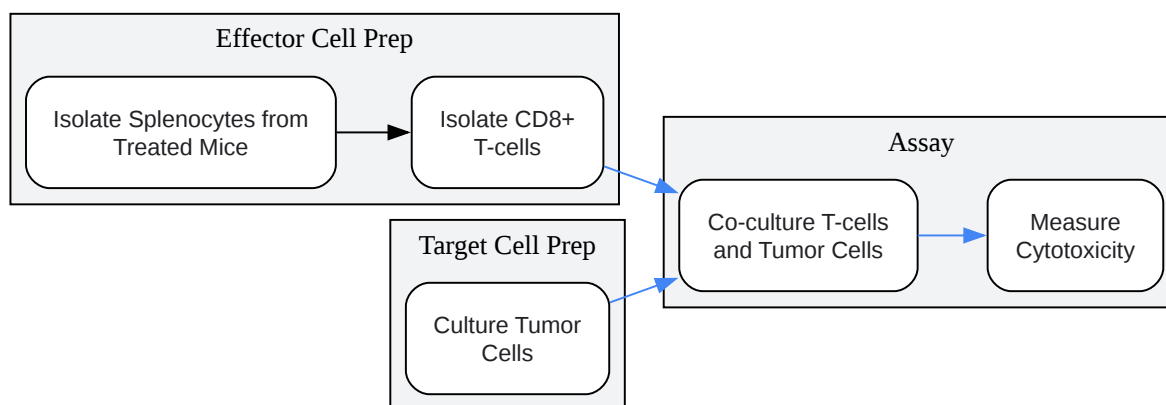 Effector Cell Prep
Isolate Splenocytes from
Treated Mice
Isolate CD8+
T-cells
Target Cell Prep
Culture Tumor
Cells
Assay
Co-culture T-cells
and Tumor Cells
Measure
Cytotoxicity